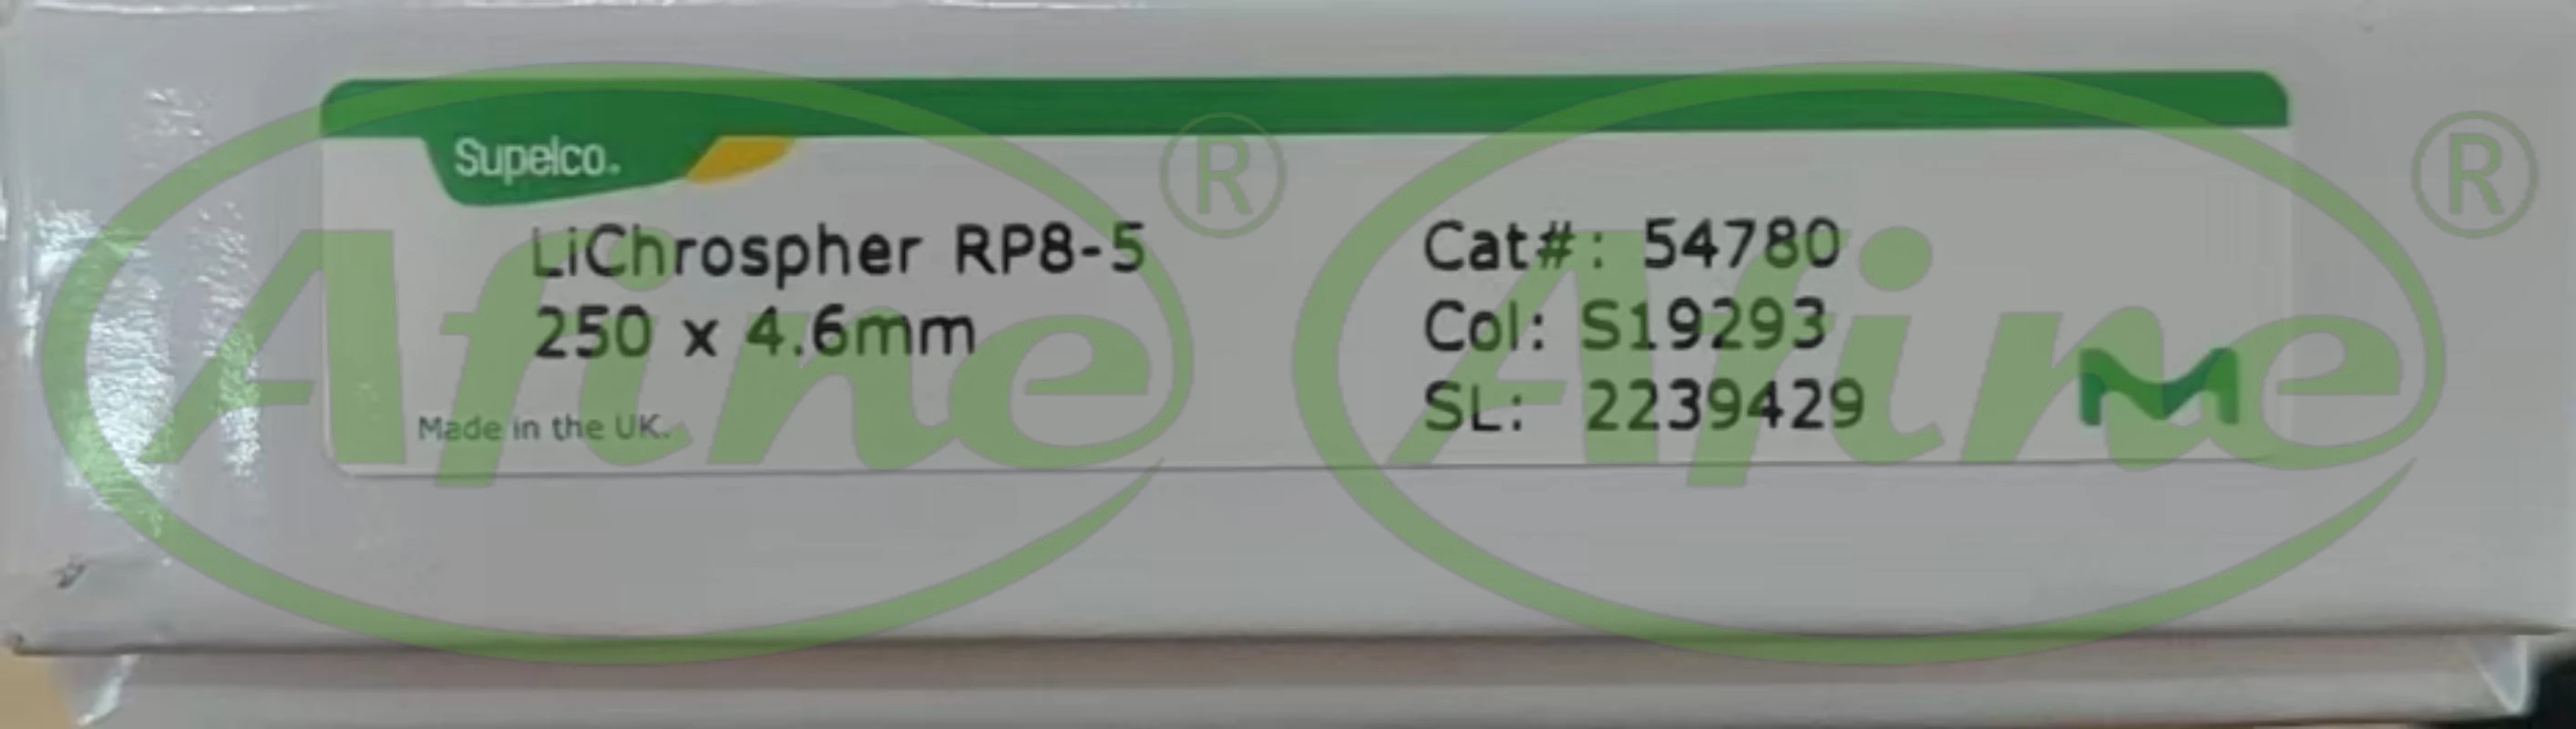 Supelco.
LiChrospher RP8-5
250 x 4.6mm
Made in the UK.
Cat#: 54780
Col: S19293
SL: 2239429
M
Afine ®
Afine ®